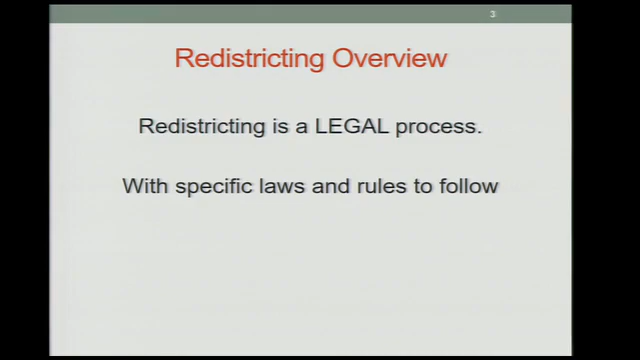 3
Redistricting Overview
Redistricting is a LEGAL process.
With specific laws and rules to follow